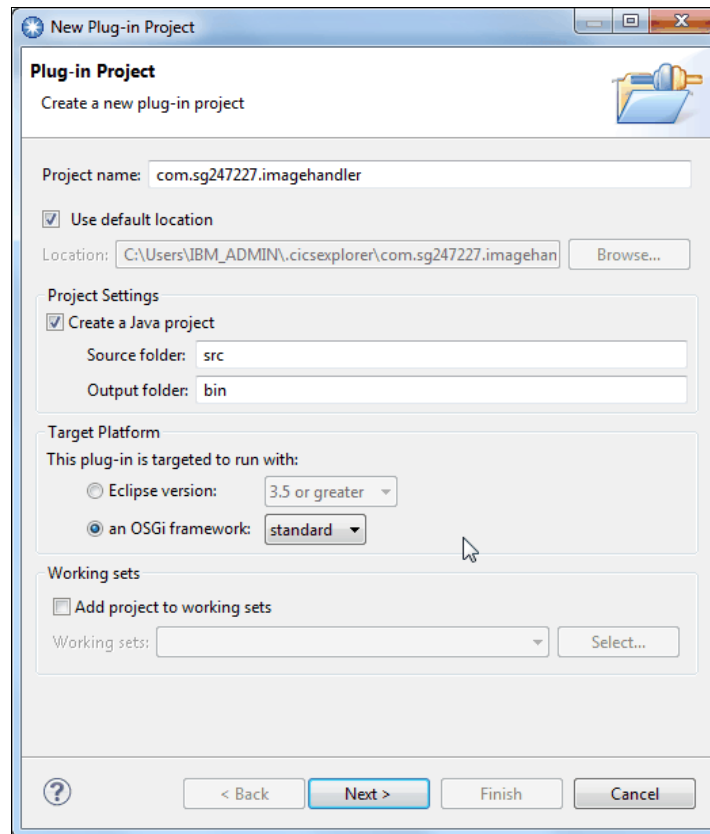 New Plug-in Project
Plug-in Project
Create a new plug-in project
Project name: com.sg247227.imagehandler
Use default location
Location: C:\Users\IBM_ADMIN\.cicsexplorer\com.sg247227.imagehan Browse...
Project Settings
Create a Java project
Source folder: src
Output folder: bin
Target Platform
This plug-in is targeted to run with:
Eclipse version: 3.5 or greater
an OSGi framework: standard
Working sets
Add project to working sets
Working sets: Select...
? < Back Next > Finish Cancel